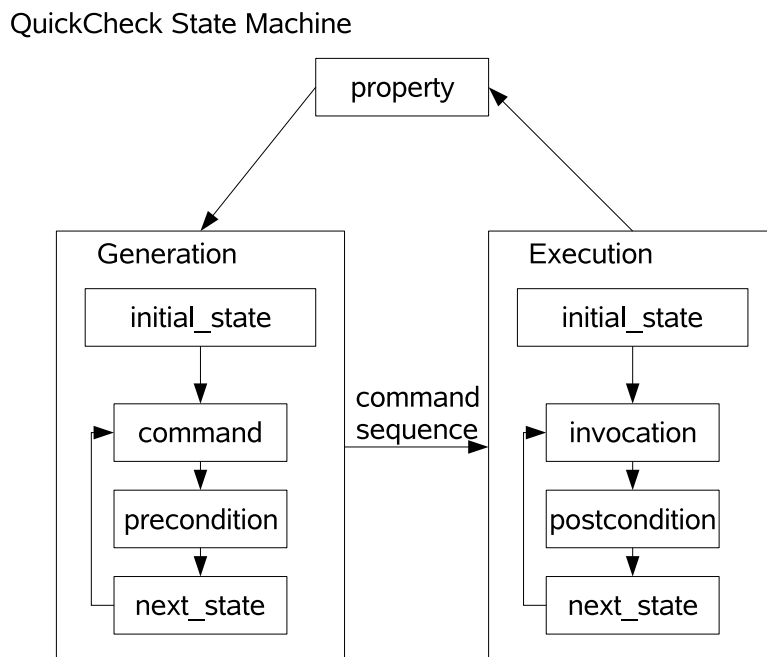 QuickCheck State Machine
property
Generation
initial_state
command
precondition
next_state
command
sequence
Execution
initial_state
invocation
postcondition
next_state